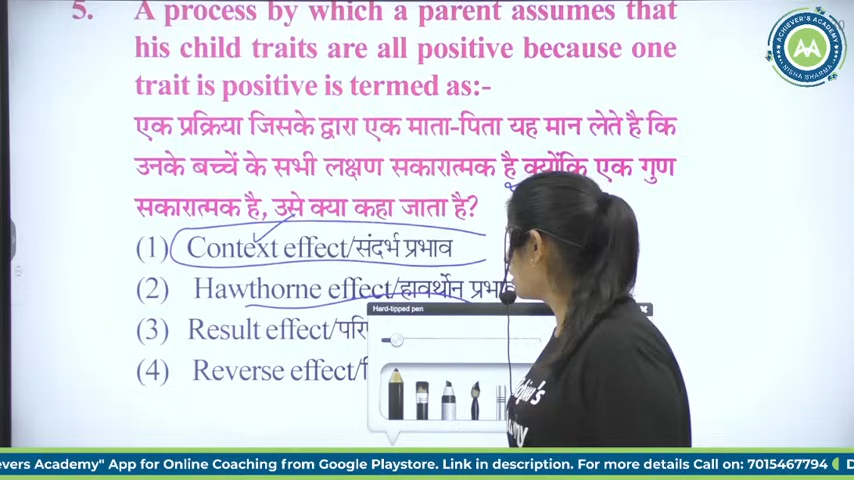 5. A process by which a parent assumes that
his child traits are all positive because one
trait is positive is termed as:-
एक प्रक्रिया जिसके द्वारा एक माता-पिता यह मान लेते है कि
उनके बच्चें के सभी लक्षण सकारात्मक है क्योंकि एक गुण
सकारात्मक है, उसे क्या कहा जाता है?
(1) Context effect/संदर्भ प्रभाव
(2) Hawthorne effect/हावर्थोन
(3) Result effect/
(4) Reverse effect/
Hard-tipped pen
ACHIEVER'S ACADEMY
AA
NISHA SHARMA
evers Academy" App for Online Coaching from Google Playstore. Link in description. For more details Call on: 7015467794 D